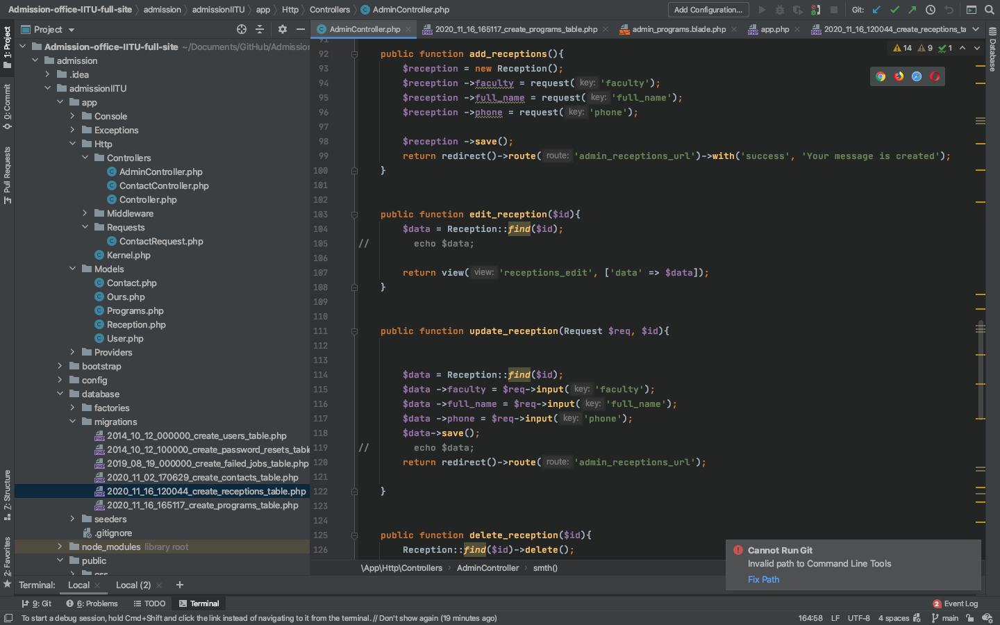 Admission-office-IITU-full-site admission admissionIITU app Http Controllers AdminController.php Add Configuration... Git:
1: Project
0: Commit
Pull Requests
Z: Structure
2: Favorites
Project
Admission-office-IITU-full-site ~/Documents/GitHub/Admission
admission
.idea
admissionIITU
app
Console
Exceptions
Http
Controllers
AdminController.php
ContactController.php
Controller.php
Middleware
Requests
ContactRequest.php
Kernel.php
Models
Contact.php
Ours.php
Programs.php
Reception.php
User.php
Providers
bootstrap
config
database
factories
migrations
2014_10_12_000000_create_users_table.php
2014_10_12_100000_create_password_resets_table
2019_08_19_000000_create_failed_jobs_table.php
2020_11_02_170629_create_contacts_table.php
2020_11_16_120044_create_receptions_table.php
2020_11_16_165117_create_programs_table.php
seeders
.gitignore
node_modules library root
public
css
AdminController.php 2020_11_16_165117_create_programs_table.php admin_programs.blade.php app.php 2020_11_16_120044_create_receptions_ta
Database
14 9 1
91
92 public function add_receptions(){
93 $reception = new Reception();
94 $reception ->faculty = request( key: 'faculty');
95 $reception ->full_name = request( key: 'full_name');
96 $reception ->phone = request( key: 'phone');
97
98 $reception ->save();
99 return redirect()->route( route: 'admin_receptions_url')->with('success', 'Your message is created');
100 }
101
102
103 public function edit_reception($id){
104 $data = Reception::find($id);
105 // echo $data;
106
107 return view( view: 'receptions_edit', ['data' => $data]);
108 }
109
110
111 public function update_reception(Request $req, $id){
112
113
114 $data = Reception::find($id);
115 $data ->faculty = $req->input( key: 'faculty');
116 $data ->full_name = $req->input( key: 'full_name');
117 $data ->phone = $req->input( key: 'phone');
118 $data->save();
119 // echo $data;
120 return redirect()->route( route: 'admin_receptions_url');
121
122 }
123
124
125 public function delete_reception($id){
126 Reception::find($id)->delete();
\App\Http\Controllers AdminController smth()
Cannot Run Git
Invalid path to Command Line Tools
Fix Path
Terminal: Local Local (2)
9: Git 6: Problems TODO Terminal 2 Event Log
To start a debug session, hold Cmd+Shift and click the link instead of navigating to it from the terminal. // Don't show again (19 minutes ago) 164:58 LF UTF-8 4 spaces main